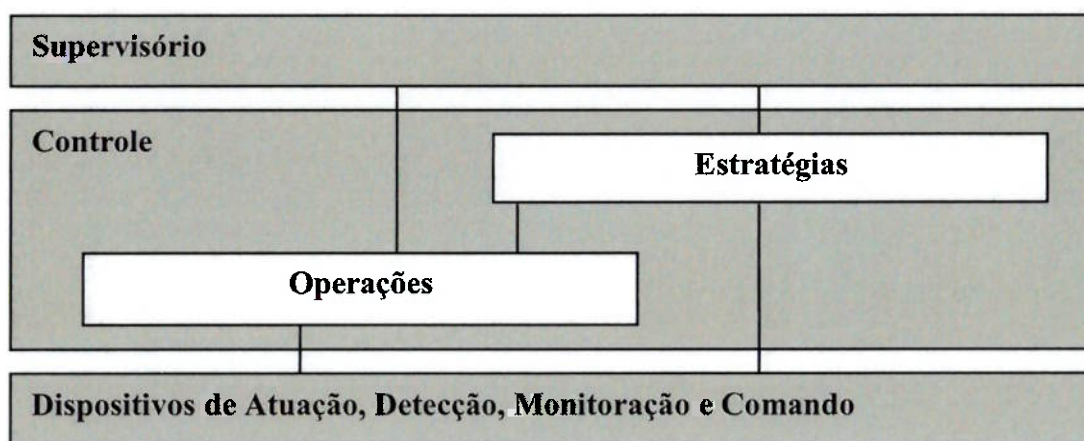 Supervisório
Controle
Estratégias
Operações
Dispositivos de Atuação, Detecção, Monitoração e Comando